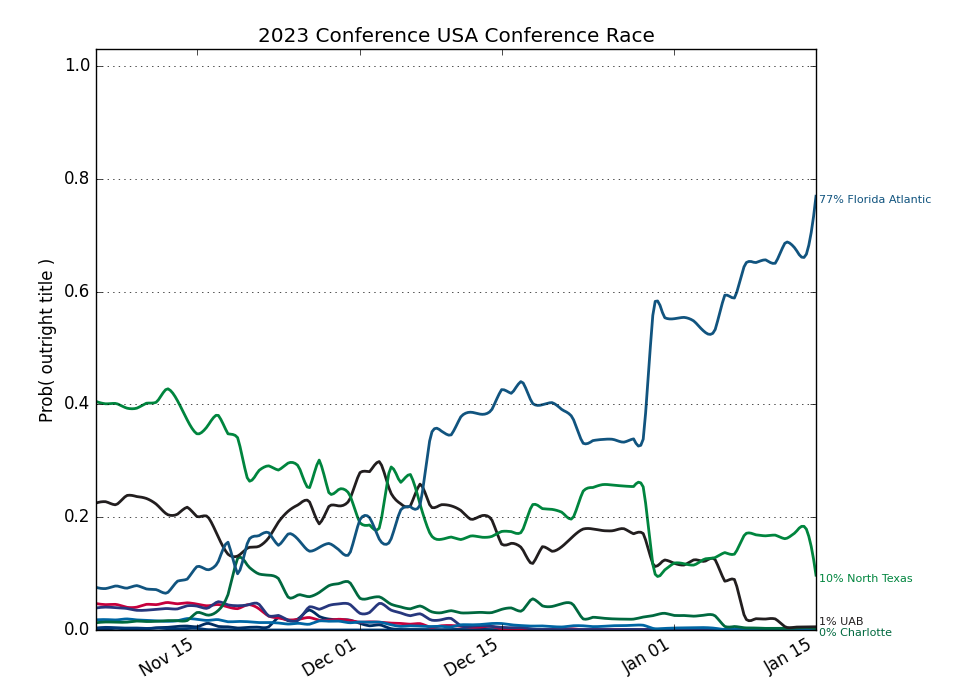 2023 Conference USA Conference Race
1.0
0.8
0.6
0.4
0.2
0.0
Prob( outright title )
77% Florida Atlantic
10% North Texas
1% UAB
0% Charlotte
Nov 15
Dec 01
Dec 15
Jan 01
Jan 15